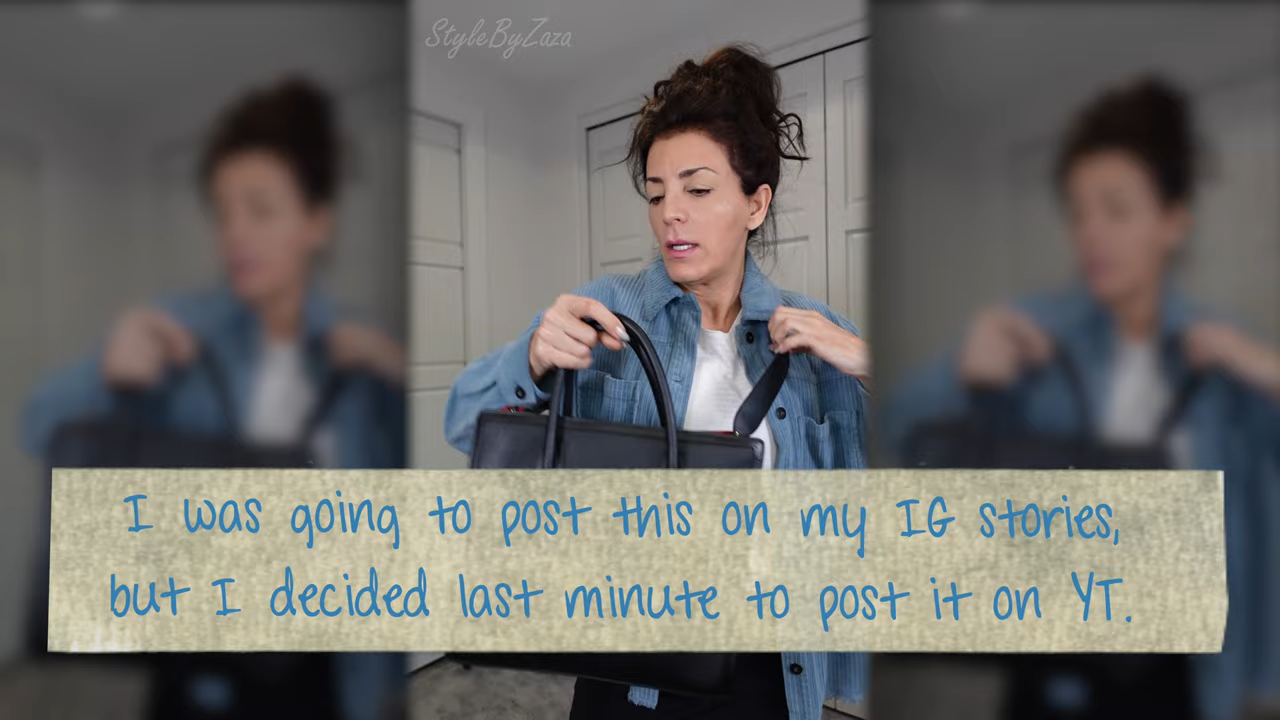 StyleByZaza
I was going to post this on my IG stories,
but I decided last minute to post it on YT.